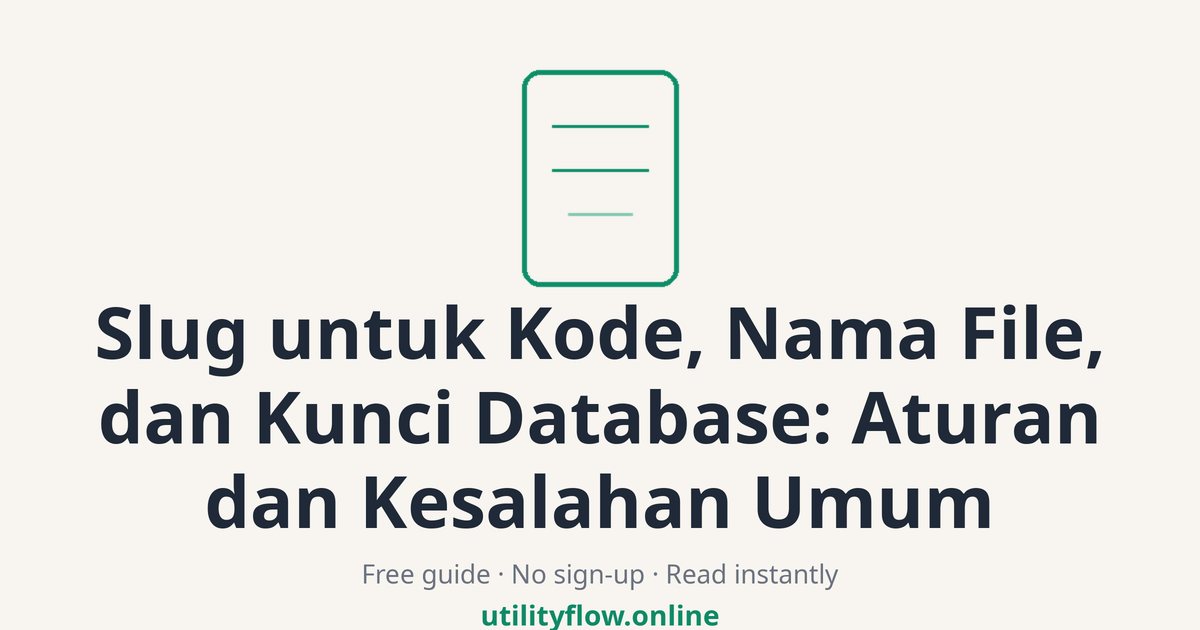 Slug untuk Kode, Nama File,
dan Kunci Database: Aturan
dan Kesalahan Umum
Free guide · No sign-up · Read instantly
utilityflow.online